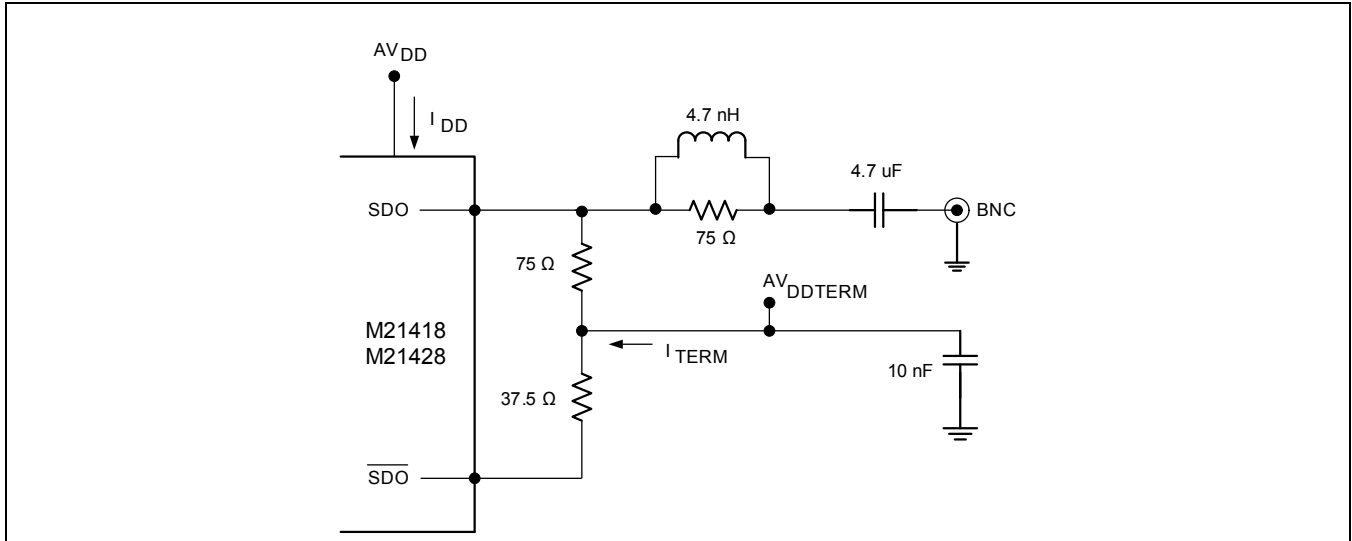 AVDD
IDD
4.7 nH
4.7 uF
SDO
BNC
75 Ω
75 Ω
AVDDTERM
M21418
M21428
ITERM
10 nF
37.5 Ω
S̅D̅O̅